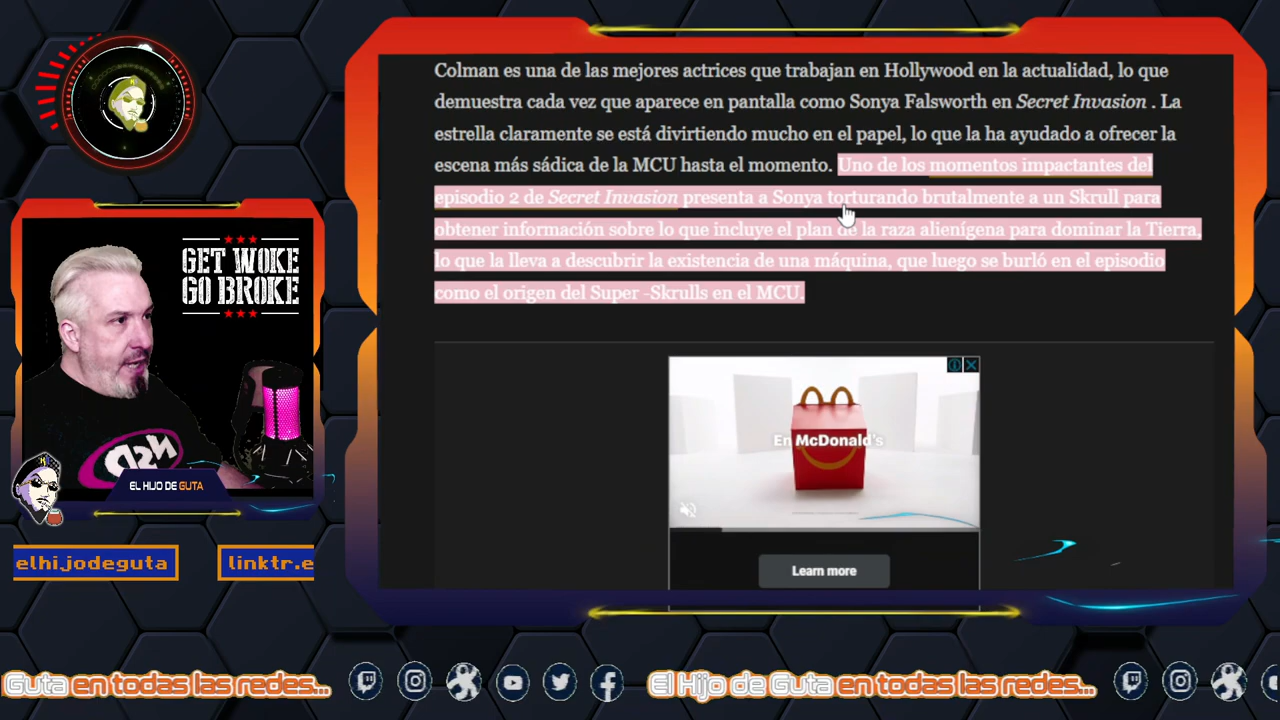 Colman es una de las mejores actrices que trabajan en Hollywood en la actualidad, lo que
demuestra cada vez que aparece en pantalla como Sonya Falsworth en Secret Invasion . La
estrella claramente se está divirtiendo mucho en el papel, lo que la ha ayudado a ofrecer la
escena más sádica de la MCU hasta el momento. Uno de los momentos impactantes del
episodio 2 de Secret Invasion presenta a Sonya torturando brutalmente a un Skrull para
obtener información sobre lo que incluye el plan de la raza alienígena para dominar la Tierra,
lo que la lleva a descubrir la existencia de una máquina, que luego se burló en el episodio
como el origen del Super -Skrulls en el MCU.
GET WOKE
GO BROKE
En McDonald's
Learn more
EL HIJO DE GUTA
elhijodeguta
linktr.e
Guta en todas las redes...
El Hijo de Guta en todas las redes...